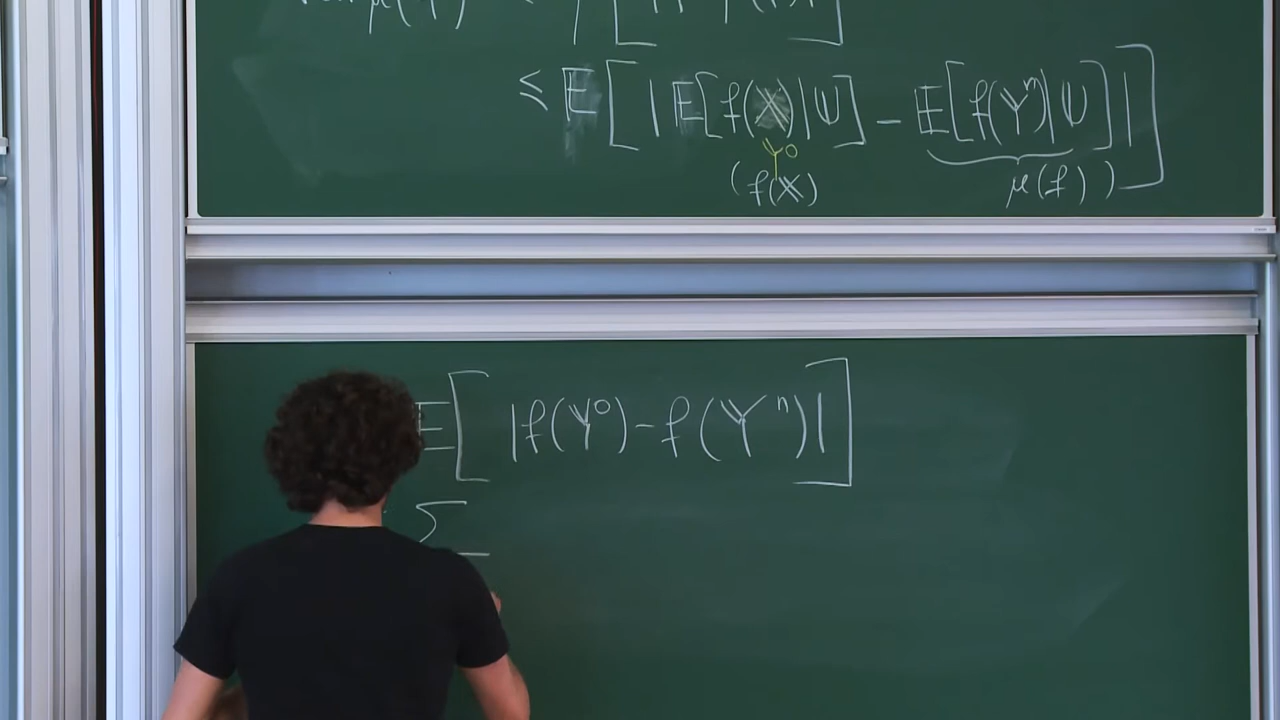 ≤ 𝔼[ | 𝔼[f(X)|U] − 𝔼[f(Yⁿ)|U] | ]
Y⁰
(f(X) μ(f))
E[ |f(Y⁰) − f(Yⁿ)| ]
Σ